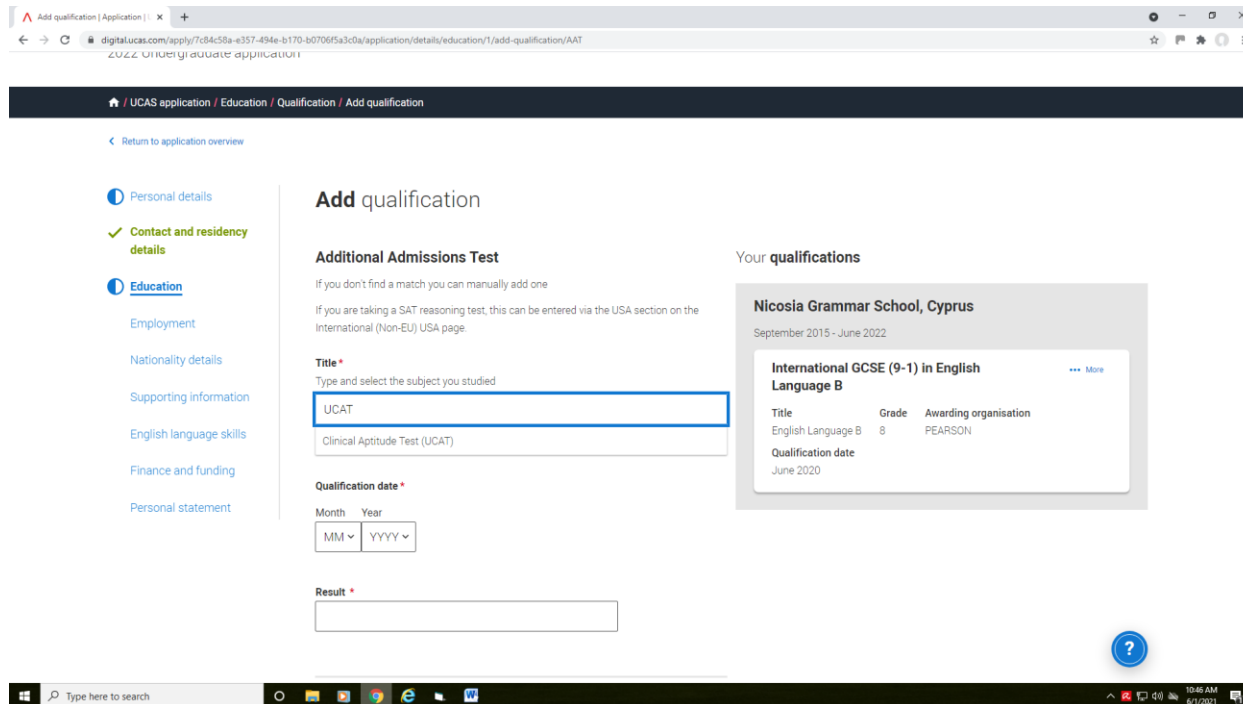 Add qualification | Application | U
digital.ucas.com/apply/7c84c58a-e357-494e-b170-b0706f5a3c0a/application/details/education/1/add-qualification/AAT
2022 Undergraduate application
/ UCAS application / Education / Qualification / Add qualification
Return to application overview
Personal details
Contact and residency
details
Education
Employment
Nationality details
Supporting information
English language skills
Finance and funding
Personal statement
Add qualification
Additional Admissions Test
If you don't find a match you can manually add one
If you are taking a SAT reasoning test, this can be entered via the USA section on the
International (Non-EU) USA page.
Title *
Type and select the subject you studied
UCAT
Clinical Aptitude Test (UCAT)
Qualification date *
Month Year
MM YYYY
Result *
Your qualifications
Nicosia Grammar School, Cyprus
September 2015 - June 2022
International GCSE (9-1) in English
Language B
More
Title Grade Awarding organisation
English Language B 8 PEARSON
Qualification date
June 2020
?
Type here to search
10:46 AM
6/1/2021